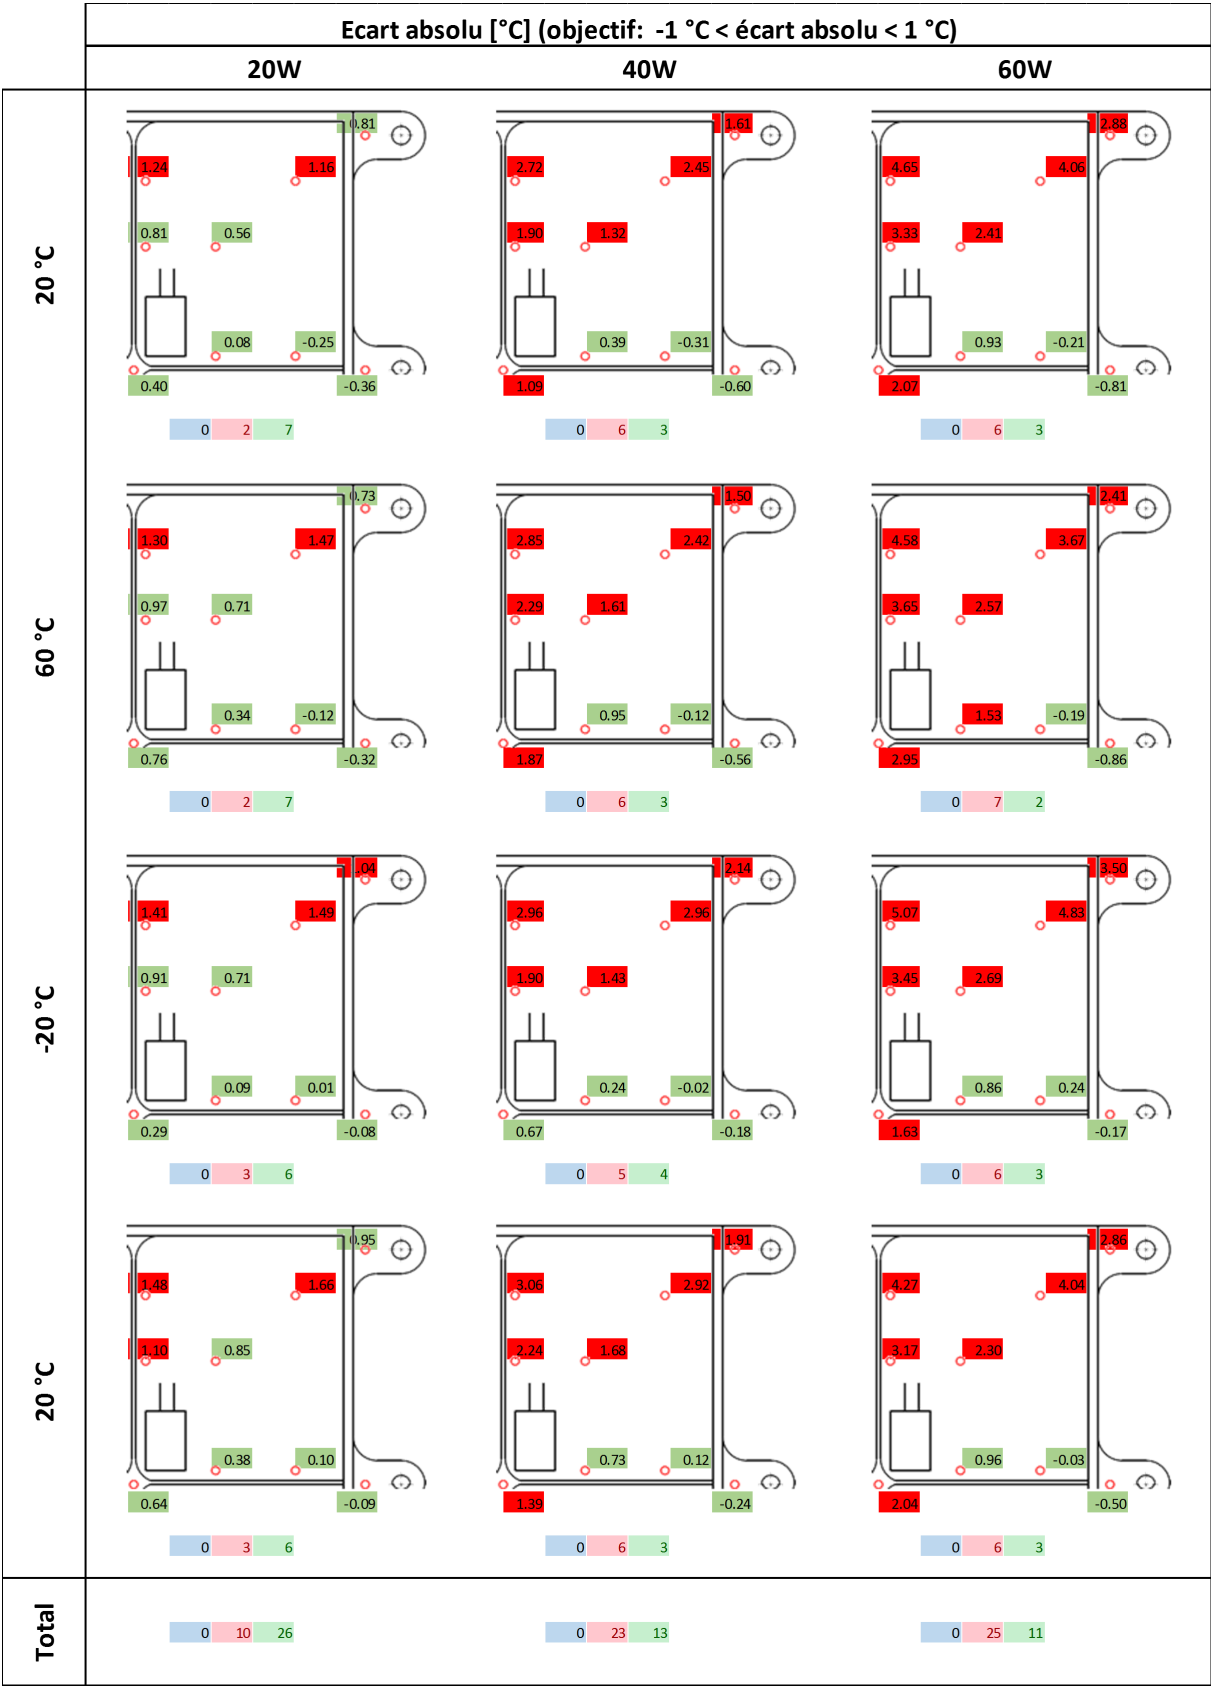 Ecart absolu [°C] (objectif:  -1 °C < écart absolu < 1 °C)
20W 40W 60W
20 °C
0.81 1.61 2.88
1.24 1.16 2.72 2.45 4.65 4.06
0.81 0.56 1.90 1.32 3.33 2.41
0.08 -0.25 0.39 -0.31 0.93 -0.21
0.40 -0.36 1.09 -0.60 2.07 -0.81
0 2 7 0 6 3 0 6 3
60 °C
0.73 1.50 2.41
1.30 1.47 2.85 2.42 4.58 3.67
0.97 0.71 2.29 1.61 3.65 2.57
0.34 -0.12 0.95 -0.12 1.53 -0.19
0.76 -0.32 1.87 -0.56 2.95 -0.86
0 2 7 0 6 3 0 7 2
-20 °C
1.04 2.14 3.50
1.41 1.49 2.96 2.96 5.07 4.83
0.91 0.71 1.90 1.43 3.45 2.69
0.09 0.01 0.24 -0.02 0.86 0.24
0.29 -0.08 0.67 -0.18 1.63 -0.17
0 3 6 0 5 4 0 6 3
20 °C
0.95 1.91 2.86
1.48 1.66 3.06 2.92 4.27 4.04
1.10 0.85 2.24 1.68 3.17 2.30
0.38 0.10 0.73 0.12 0.96 -0.03
0.64 -0.09 1.39 -0.24 2.04 -0.50
0 3 6 0 6 3 0 6 3
Total
0 10 26 0 23 13 0 25 11